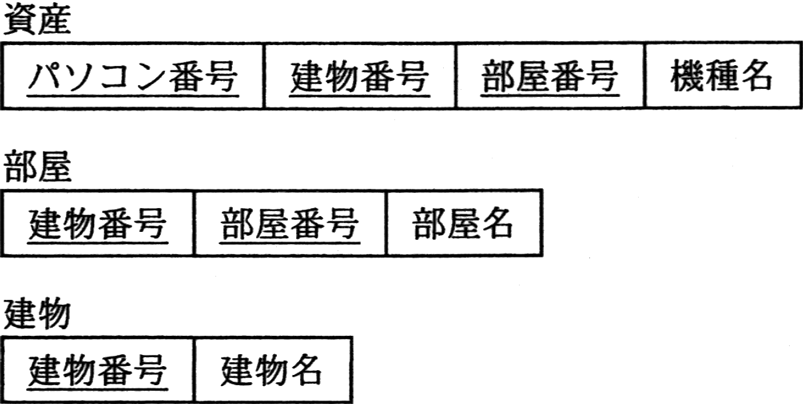 資産
パソコン番号 建物番号 部屋番号 機種名
部屋
建物番号 部屋番号 部屋名
建物
建物番号 建物名